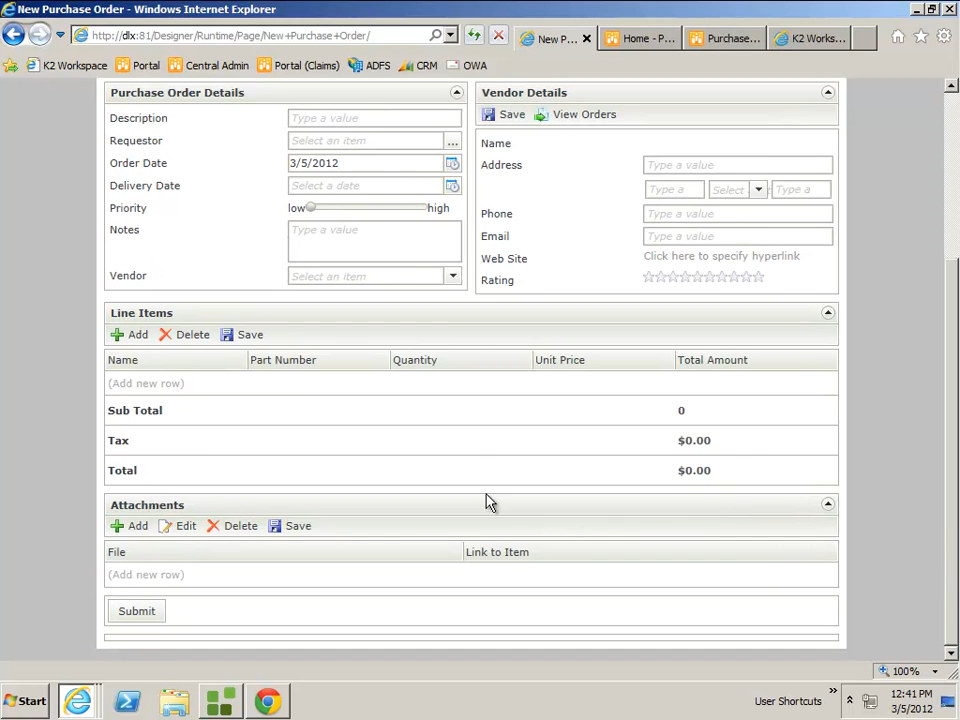 New Purchase Order - Windows Internet Explorer
http://dlx:81/Designer/Runtime/Page/New+Purchase+Order/
New P...
Home - P...
Purchase...
K2 Works...
K2 Workspace
Portal
Central Admin
Portal (Claims)
ADFS
CRM
OWA
Purchase Order Details
Description
Type a value
Requestor
Select an item
...
Order Date
3/5/2012
Delivery Date
Select a date
Priority
low
high
Notes
Type a value
Vendor
Select an item
Vendor Details
Save
View Orders
Name
Address
Type a value
Type a
Select
Type a
Phone
Type a value
Email
Type a value
Web Site
Click here to specify hyperlink
Rating
Line Items
Add
Delete
Save
Name
Part Number
Quantity
Unit Price
Total Amount
(Add new row)
Sub Total
0
Tax
$0.00
Total
$0.00
Attachments
Add
Edit
Delete
Save
File
Link to Item
(Add new row)
Submit
100%
Start
User Shortcuts
12:41 PM
3/5/2012